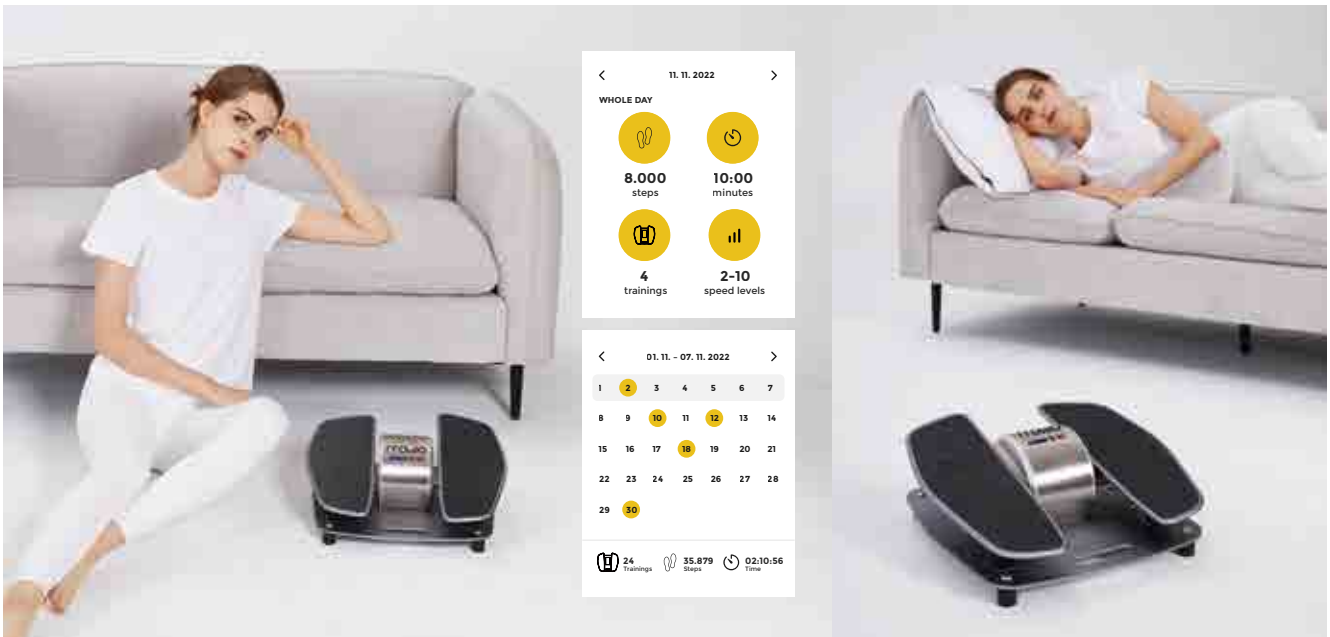 11. 11. 2022
WHOLE DAY
8.000
steps
10:00
minutes
4
trainings
2-10
speed levels
01. 11. - 07. 11. 2022
1 2 3 4 5 6 7
8 9 10 11 12 13 14
15 16 17 18 19 20 21
22 23 24 25 26 27 28
29 30
24
Trainings
35.879
Steps
02:10:56
Time